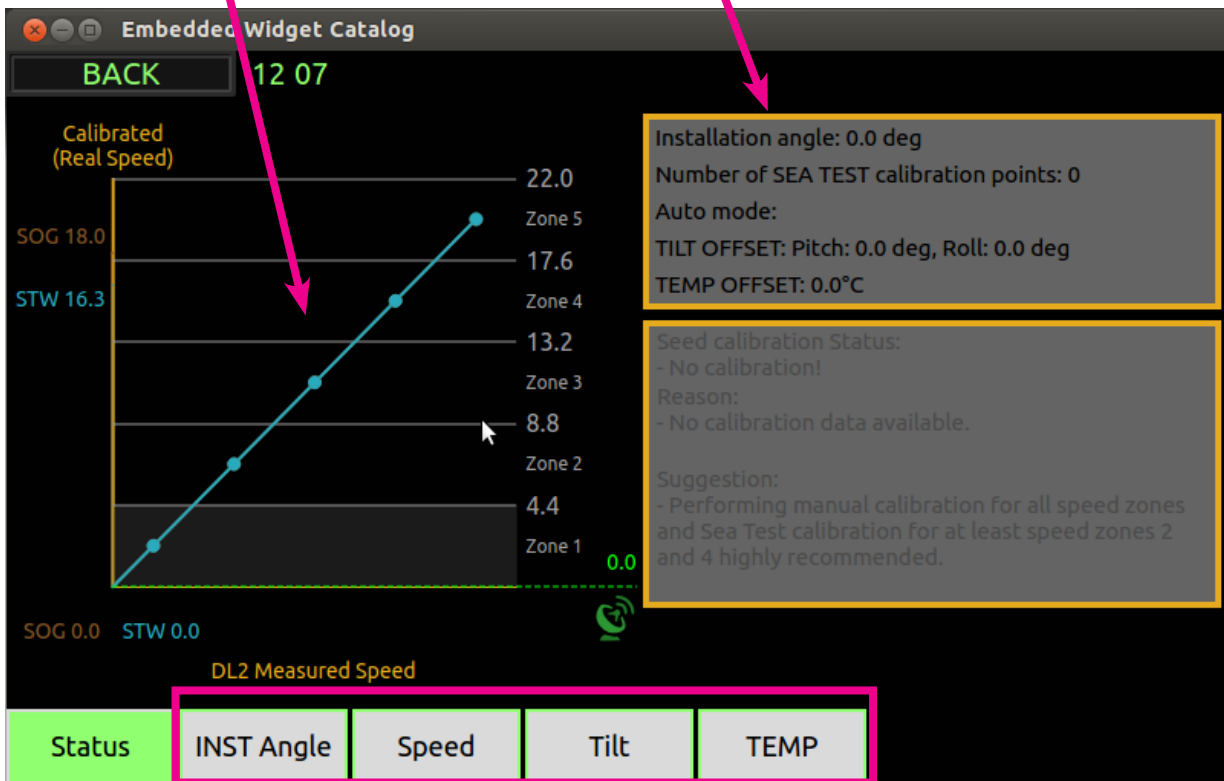 Embedded Widget Catalog
BACK
12 07
Calibrated
(Real Speed)
22.0
Zone 5
SOG 18.0
17.6
STW 16.3
Zone 4
13.2
Zone 3
8.8
Zone 2
4.4
Zone 1
0.0
SOG 0.0 STW 0.0
DL2 Measured Speed
Installation angle: 0.0 deg
Number of SEA TEST calibration points: 0
Auto mode:
TILT OFFSET: Pitch: 0.0 deg, Roll: 0.0 deg
TEMP OFFSET: 0.0°C
Seed calibration Status:
- No calibration!
Reason:
- No calibration data available.
Suggestion:
- Performing manual calibration for all speed zones
and Sea Test calibration for at least speed zones 2
and 4 highly recommended.
Status
INST Angle
Speed
Tilt
TEMP